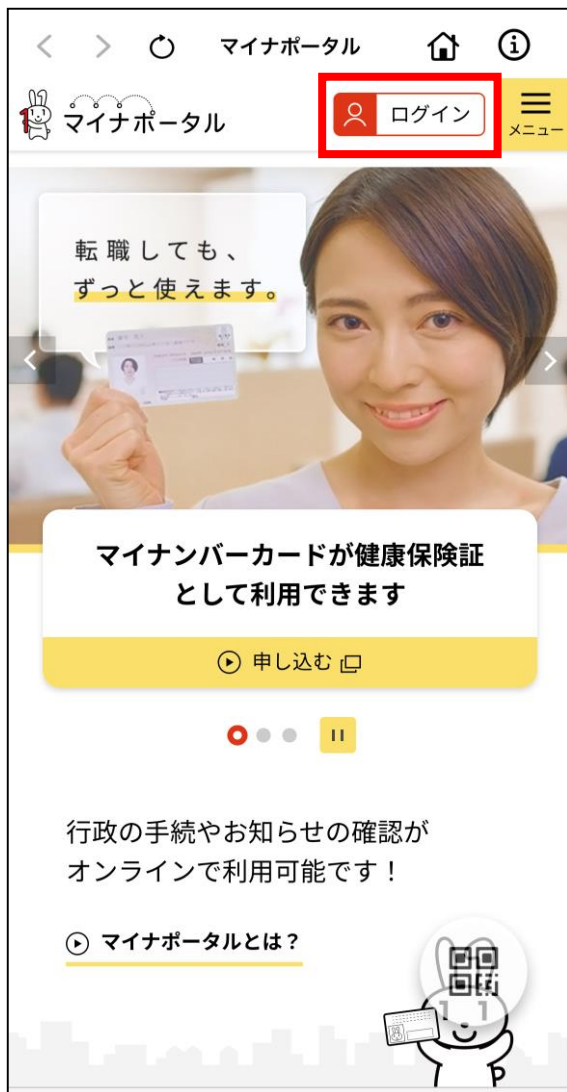 マイナポータル
マイナポータル
ログイン
メニュー
転職しても、
ずっと使えます。
マイナンバーカードが健康保険証
として利用できます
申し込む
行政の手続やお知らせの確認が
オンラインで利用可能です！
マイナポータルとは？